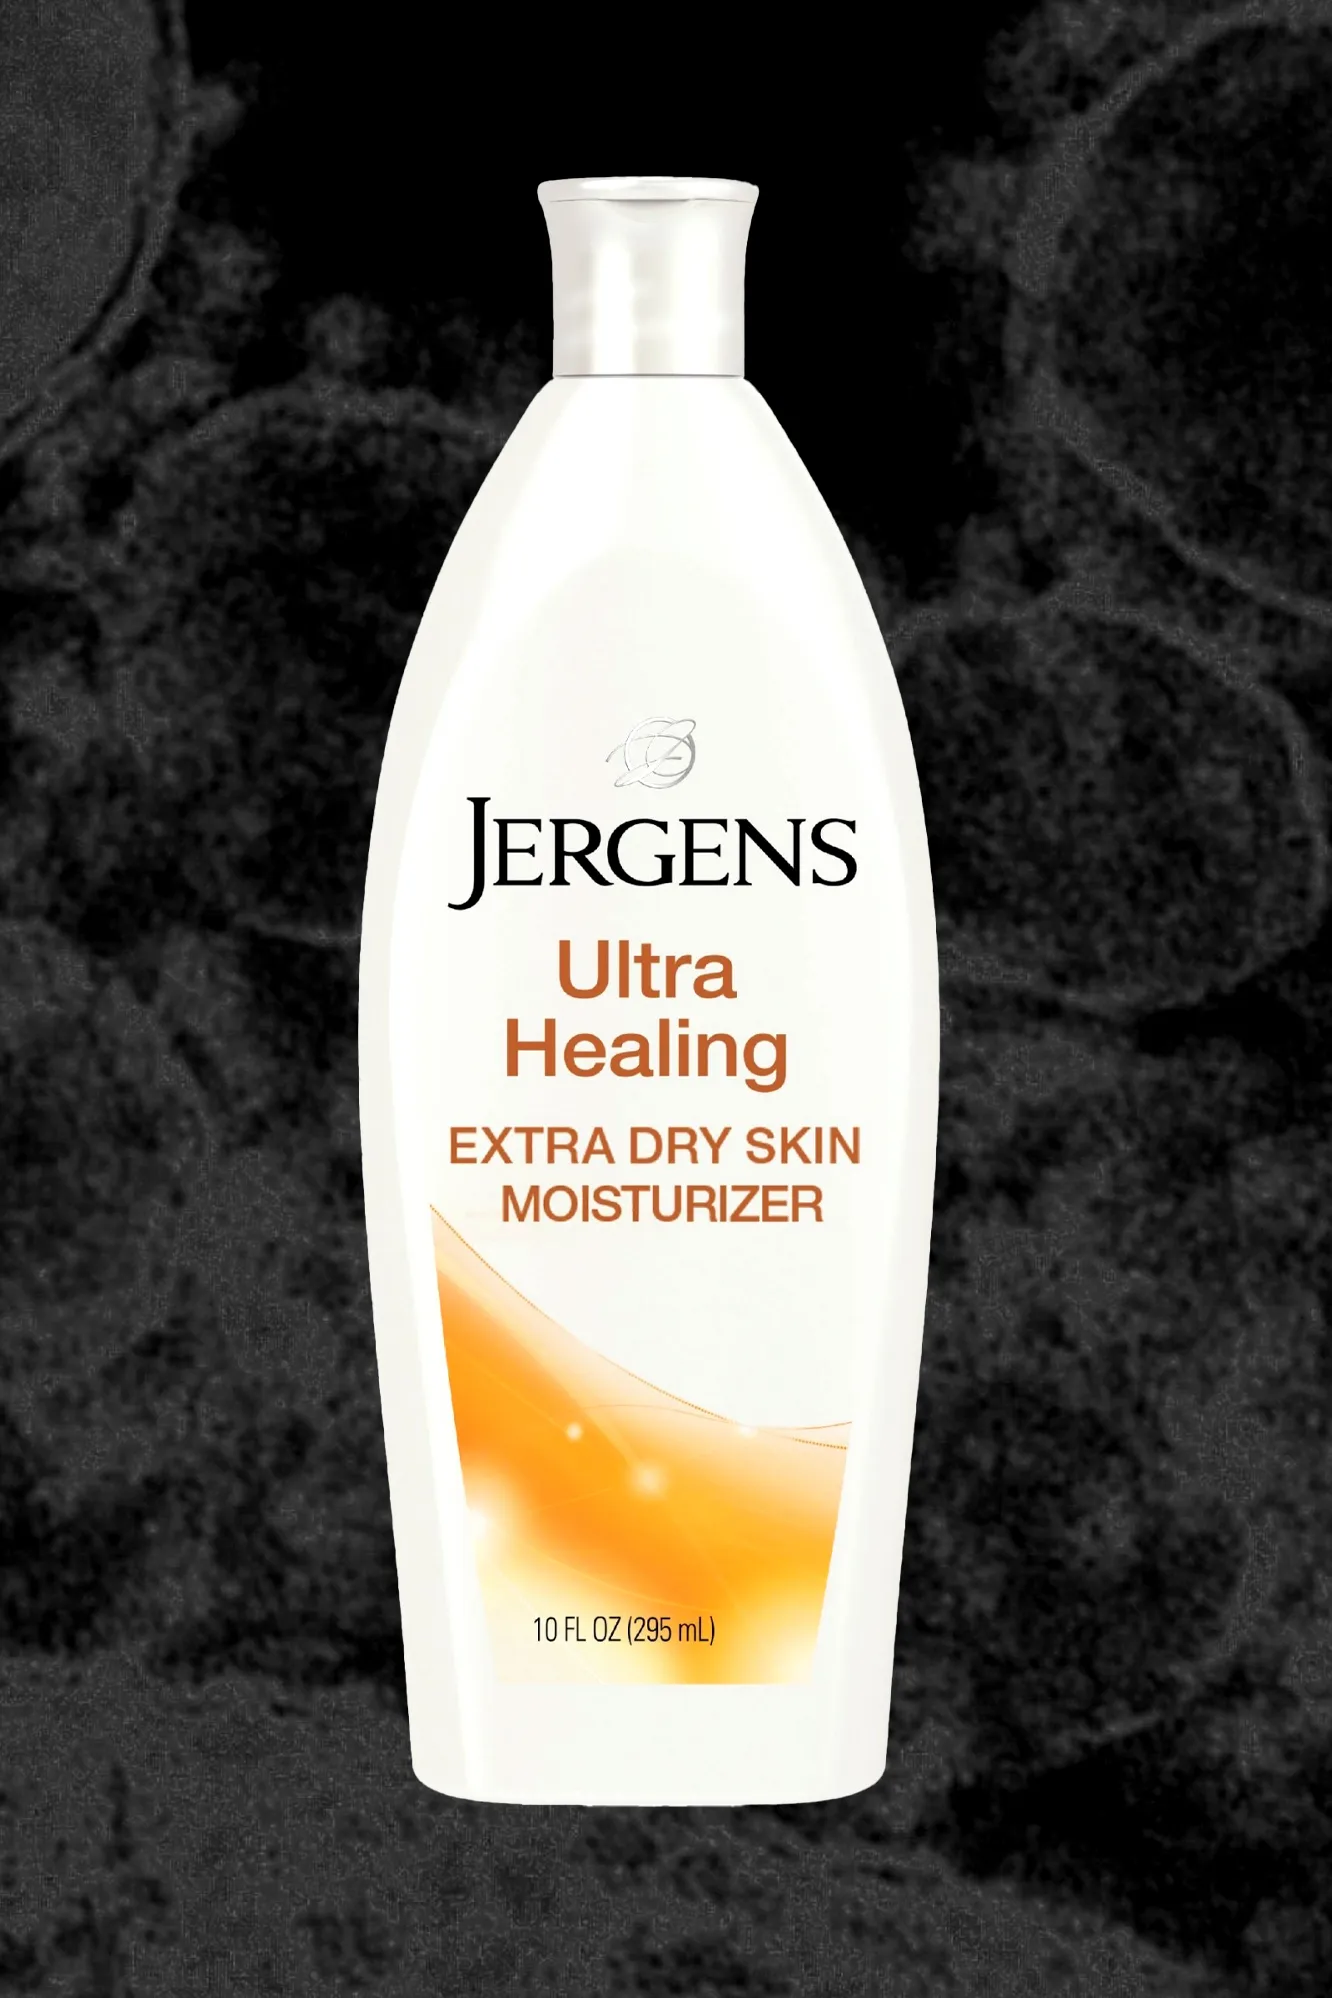 JERGENS
Ultra
Healing
EXTRA DRY SKIN
MOISTURIZER
10 FL OZ (295 mL)